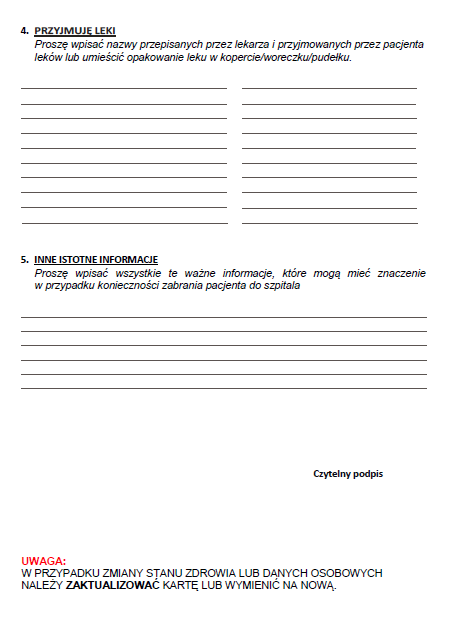 4. PRZYJMUJĘ LEKI
Proszę wpisać nazwy przepisanych przez lekarza i przyjmowanych przez pacjenta
leków lub umieścić opakowanie leku w kopercie/woreczku/pudełku.
5. INNE ISTOTNE INFORMACJE
Proszę wpisać wszystkie te ważne informacje, które mogą mieć znaczenie
w przypadku konieczności zabrania pacjenta do szpitala
Czytelny podpis
UWAGA:
W PRZYPADKU ZMIANY STANU ZDROWIA LUB DANYCH OSOBOWYCH
NALEŻY ZAKTUALIZOWAĆ KARTĘ LUB WYMIENIĆ NA NOWĄ.